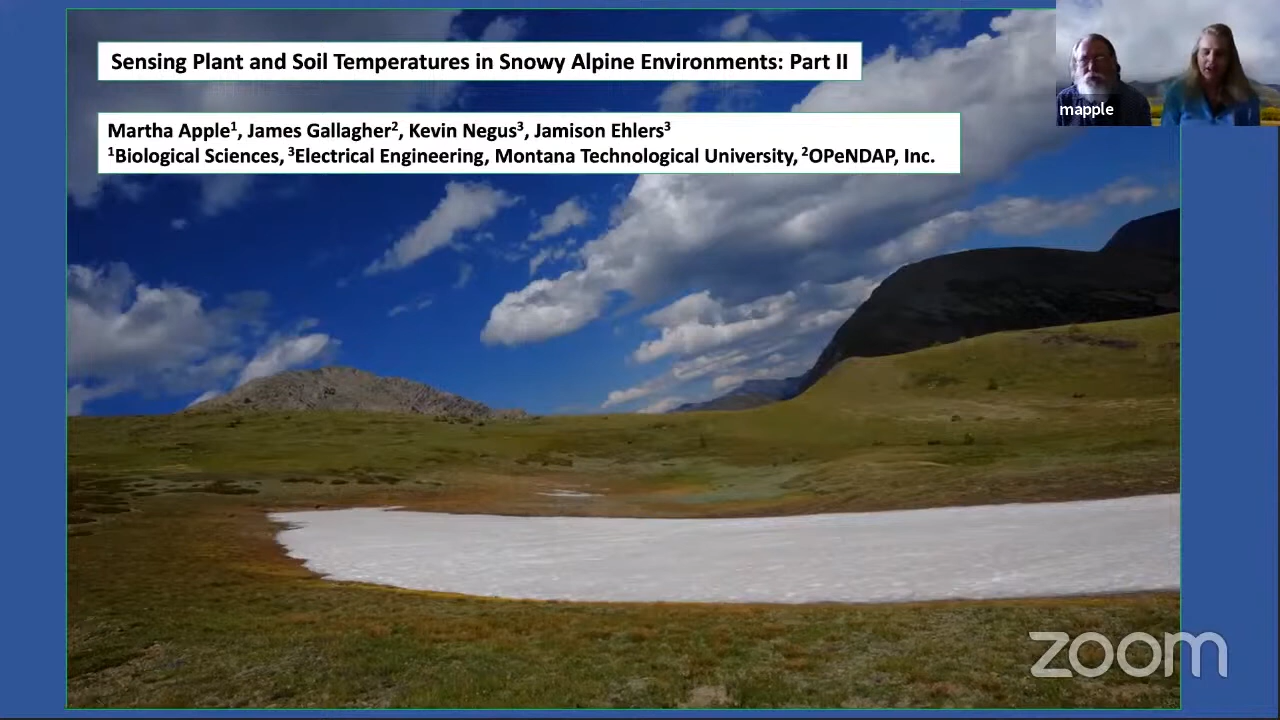 Sensing Plant and Soil Temperatures in Snowy Alpine Environments: Part II
mapple
Martha Apple¹, James Gallagher², Kevin Negus³, Jamison Ehlers³
¹Biological Sciences, ³Electrical Engineering, Montana Technological University, ²OPeNDAP, Inc.
zoom